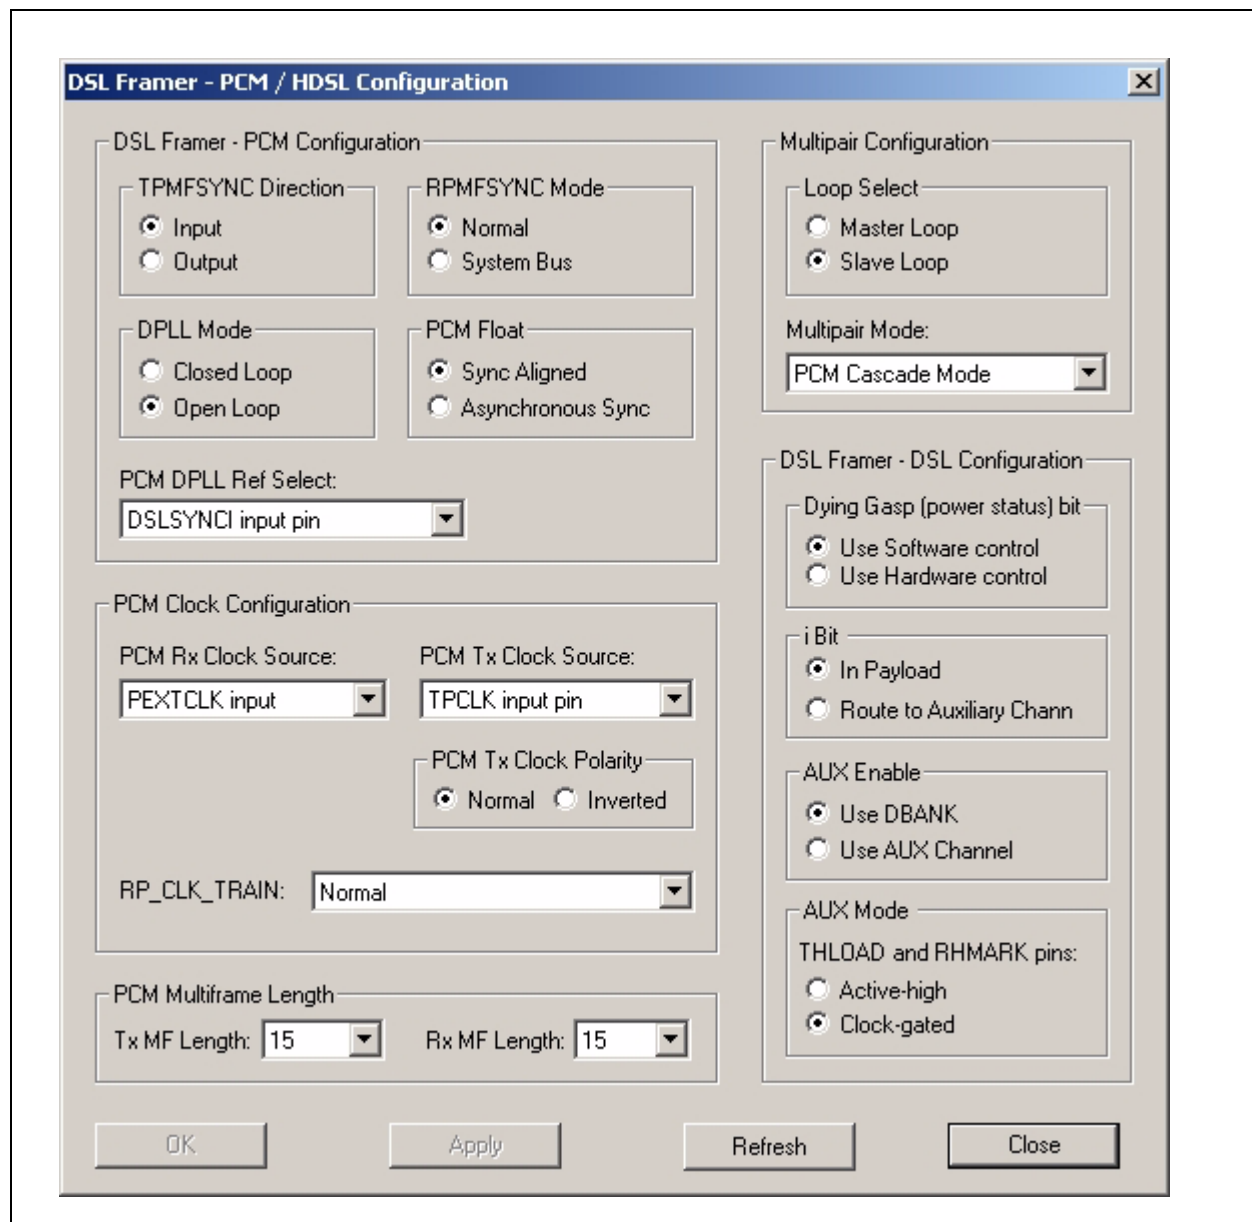 DSL Framer - PCM / HDSL Configuration
DSL Framer - PCM Configuration
TPMFSYNC Direction
Input
Output
RPMFSYNC Mode
Normal
System Bus
DPLL Mode
Closed Loop
Open Loop
PCM Float
Sync Aligned
Asynchronous Sync
PCM DPLL Ref Select:
DSLSYNCI input pin
PCM Clock Configuration
PCM Rx Clock Source:
PEXTCLK input
PCM Tx Clock Source:
TPCLK input pin
PCM Tx Clock Polarity
Normal Inverted
RP_CLK_TRAIN: Normal
PCM Multiframe Length
Tx MF Length: 15 Rx MF Length: 15
Multipair Configuration
Loop Select
Master Loop
Slave Loop
Multipair Mode:
PCM Cascade Mode
DSL Framer - DSL Configuration
Dying Gasp (power status) bit
Use Software control
Use Hardware control
i Bit
In Payload
Route to Auxiliary Chann
AUX Enable
Use DBANK
Use AUX Channel
AUX Mode
THLOAD and RHMARK pins:
Active-high
Clock-gated
OK Apply Refresh Close